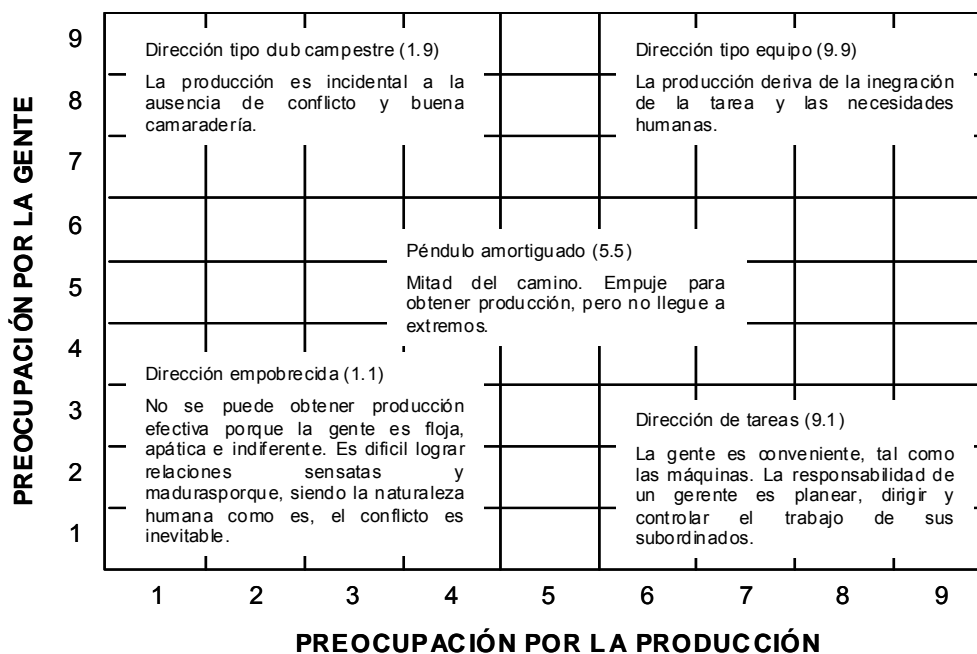 PREOCUPACIÓN POR LA GENTE
9
8
7
6
5
4
3
2
1
Dirección tipo club campestre (1.9)
La producción es incidental a la
ausencia de conflicto y buena
camaradería.
Dirección tipo equipo (9.9)
La producción deriva de la inegración
de la tarea y las necesidades
humanas.
Péndulo amortiguado (5.5)
Mitad del camino. Empuje para
obtener producción, pero no llegue a
extremos.
Dirección empobrecida (1.1)
No se puede obtener producción
efectiva porque la gente es floja,
apática e indiferente. Es dificil lograr
relaciones sensatas y
madurasporque, siendo la naturaleza
humana como es, el conflicto es
inevitable.
Dirección de tareas (9.1)
La gente es conveniente, tal como
las máquinas. La responsabilidad de
un gerente es planear, dirigir y
controlar el trabajo de sus
subordinados.
1 2 3 4 5 6 7 8 9
PREOCUPACIÓN POR LA PRODUCCIÓN